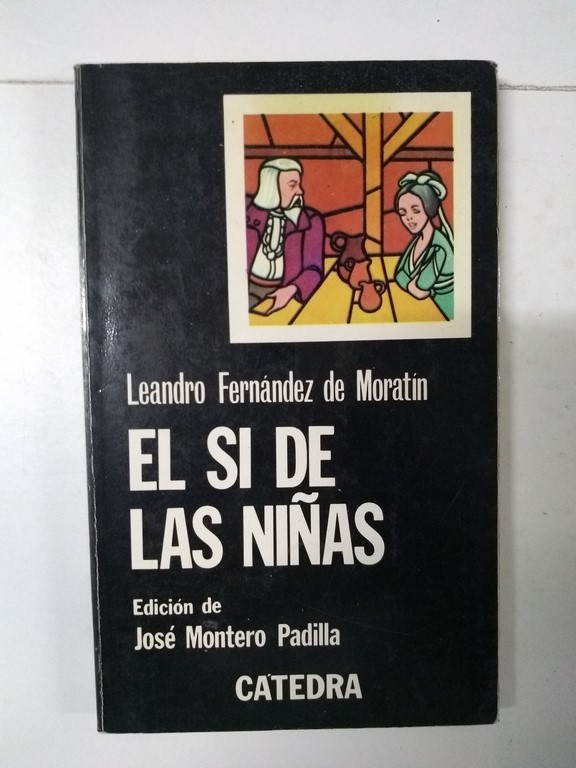 Leandro Fernández de Moratín
EL SI DE
LAS NIÑAS
Edición de
José Montero Padilla
CATEDRA